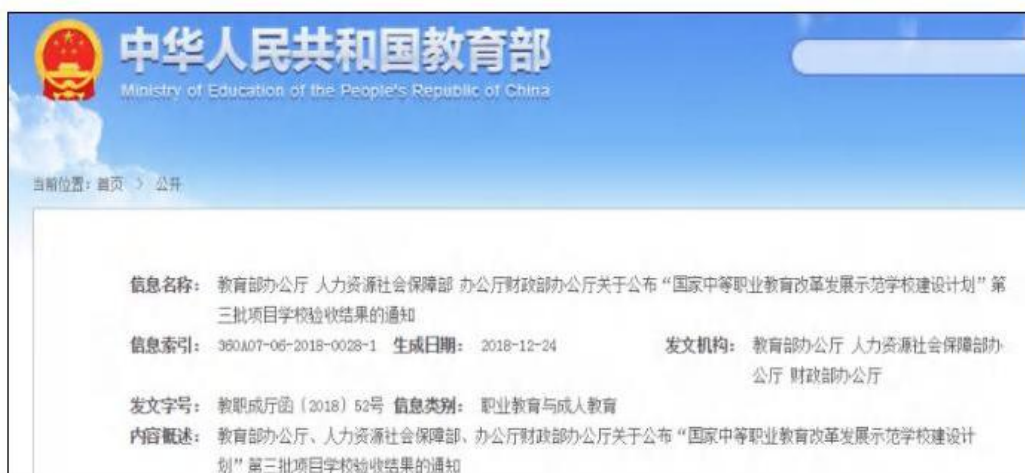 中华人民共和国教育部
Ministry of Education of the People's Republic of China
当前位置：首页 > 公开
信息名称： 教育部办公厅 人力资源社会保障部 办公厅财政部办公厅关于公布“国家中等职业教育改革发展示范学校建设计划”第
三批项目学校验收结果的通知
信息索引： 360A07-06-2018-0028-1 生成日期： 2018-12-24 发文机构： 教育部办公厅 人力资源社会保障部办
公厅 财政部办公厅
发文字号： 教职成厅函〔2018〕52号 信息类别： 职业教育与成人教育
内容概述： 教育部办公厅、人力资源社会保障部、办公厅财政部办公厅关于公布“国家中等职业教育改革发展示范学校建设计
划”第三批项目学校验收结果的通知